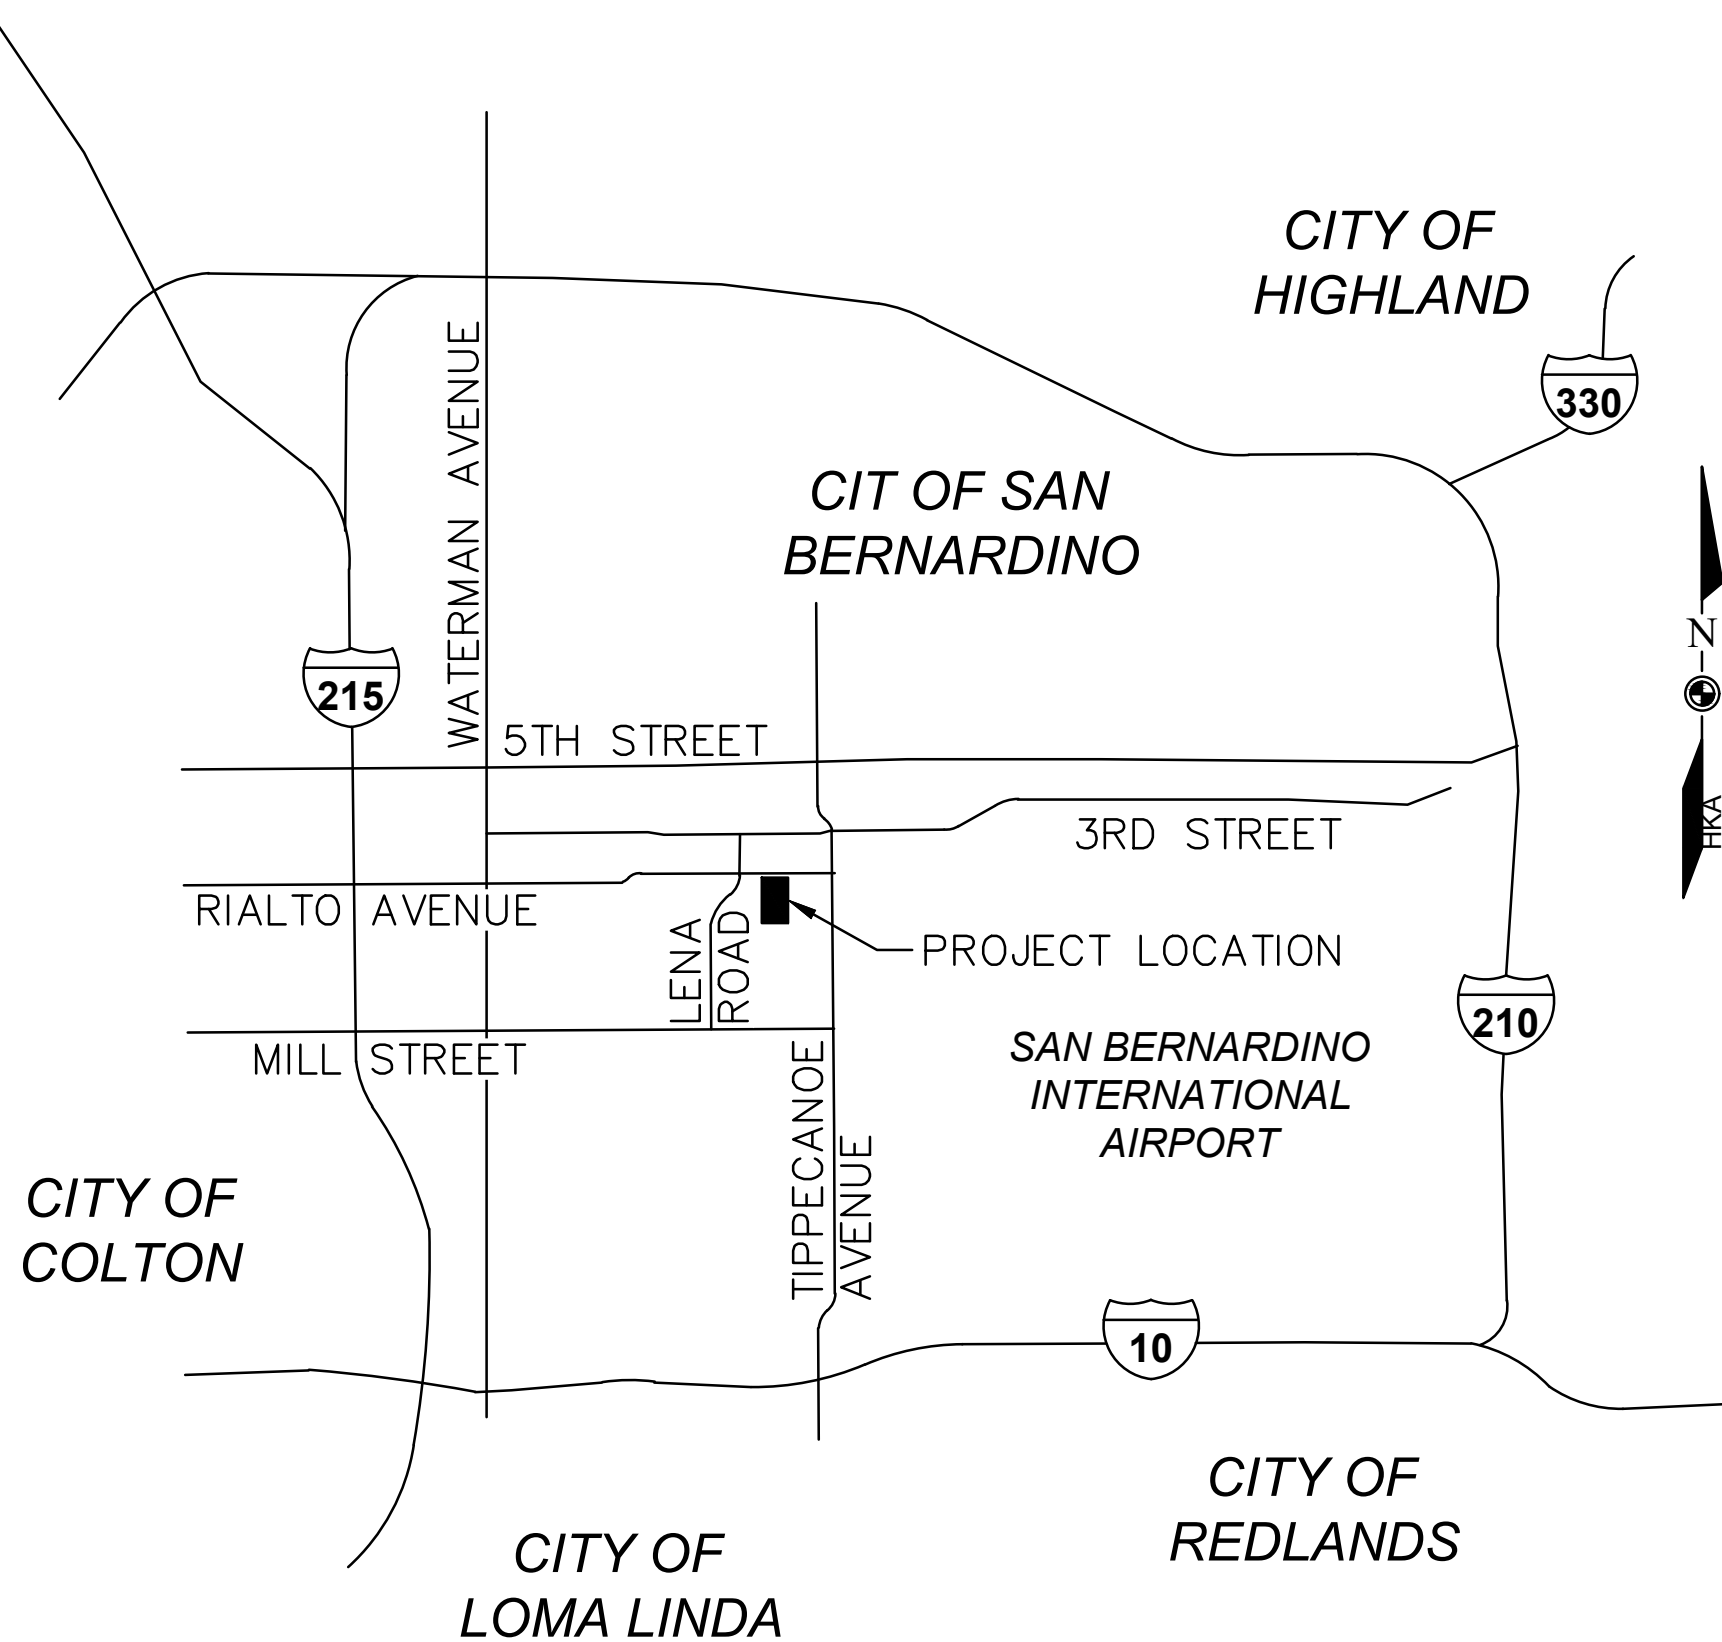 CITY OF
HIGHLAND
330
CIT OF SAN
BERNARDINO
WATERMAN AVENUE
N
215
5TH STREET
HKA
3RD STREET
RIALTO AVENUE
LENA
ROAD
PROJECT LOCATION
210
MILL STREET
SAN BERNARDINO
INTERNATIONAL
AIRPORT
TIPPECANOE
AVENUE
CITY OF
COLTON
10
CITY OF
REDLANDS
CITY OF
LOMA LINDA